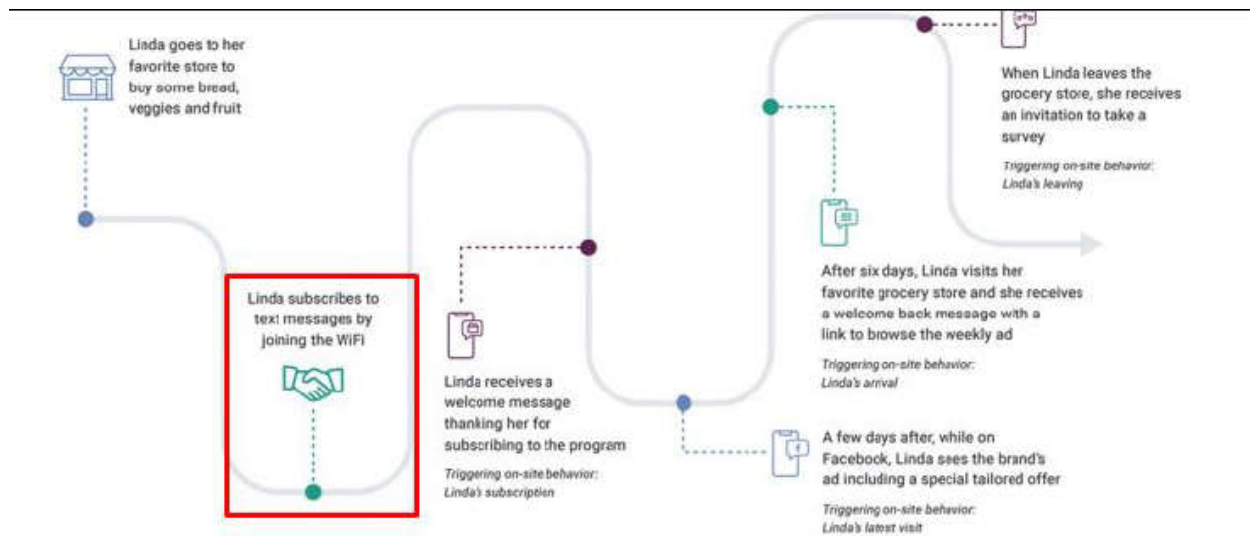 Linda goes to her
favorite store to
buy some bread,
veggies and fruit
Linda subscribes to
text messages by
joining the WiFi
Linda receives a
welcome message
thanking her for
subscribing to the program
Triggering on-site behavior:
Linda's subscription
A few days after, while on
Facebook, Linda sees the brand's
ad including a special tailored offer
Triggering on-site behavior:
Linda's latest visit
After six days, Linda visits her
favorite grocery store and she receives
a welcome back message with a
link to browse the weekly ad
Triggering on-site behavior:
Linda's arrival
When Linda leaves the
grocery store, she receives
an invitation to take a
survey
Triggering on-site behavior:
Linda's leaving